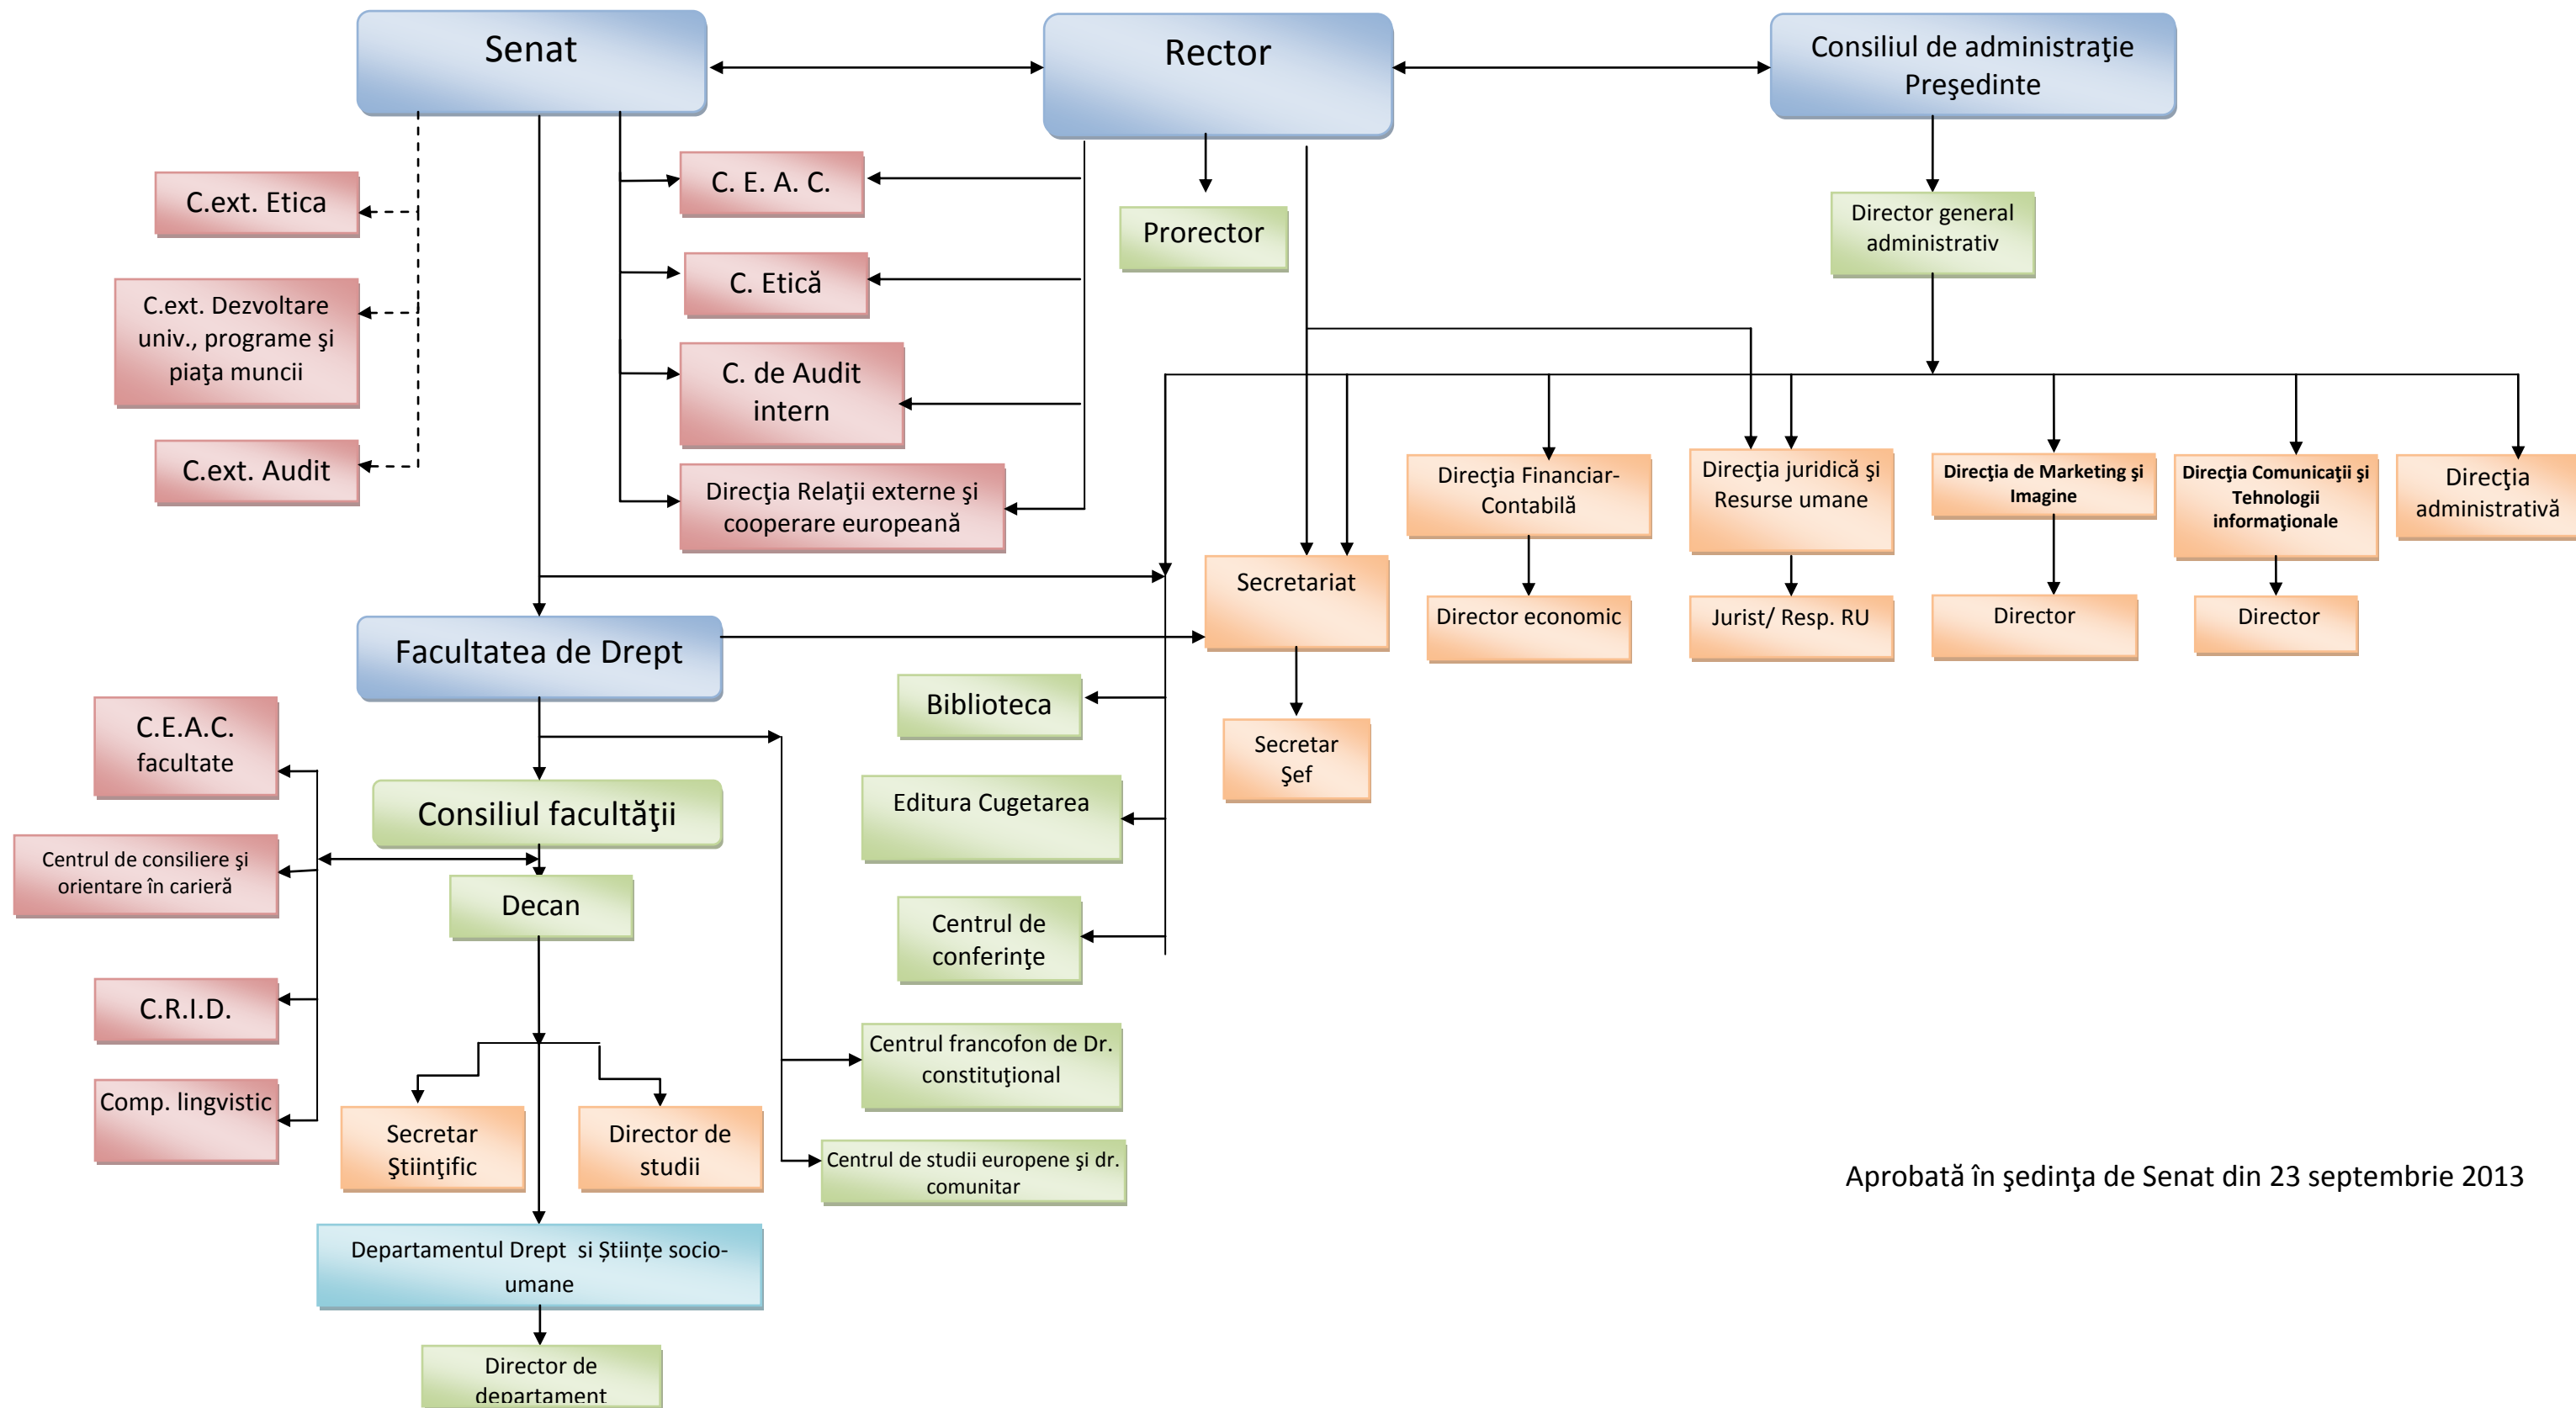 Senat
Rector
Consiliul de administraţie
Preşedinte
C.ext. Etica
C. E. A. C.
Prorector
Director general
administrativ
C.ext. Dezvoltare
univ., programe şi
piaţa muncii
C. Etică
C. de Audit
intern
C.ext. Audit
Direcţia Relaţii externe şi
cooperare europeană
Direcţia Financiar-
Contabilă
Direcţia juridică şi
Resurse umane
Direcţia de Marketing şi
Imagine
Direcţia Comunicaţii şi
Tehnologii
informaţionale
Direcţia
administrativă
Secretariat
Director economic
Jurist/ Resp. RU
Director
Director
Facultatea de Drept
Biblioteca
Secretar
Şef
C.E.A.C.
facultate
Consiliul facultăţii
Editura Cugetarea
Centrul de consiliere şi
orientare în carieră
Decan
Centrul de
conferinţe
C.R.I.D.
Centrul francofon de Dr.
constituţional
Comp. lingvistic
Secretar
Ştiinţific
Director de
studii
Centrul de studii europene şi dr.
comunitar
Aprobată în şedinţa de Senat din 23 septembrie 2013
Departamentul Drept  si Științe socio-
umane
Director de
departament